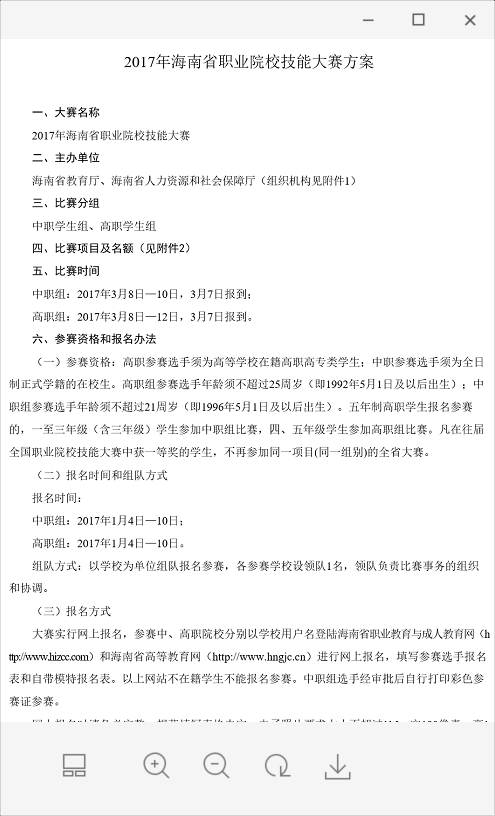 2017年海南省职业院校技能大赛方案
一、大赛名称
2017年海南省职业院校技能大赛
二、主办单位
海南省教育厅、海南省人力资源和社会保障厅（组织机构见附件1）
三、比赛分组
中职学生组、高职学生组
四、比赛项目及名额（见附件2）
五、比赛时间
中职组：2017年3月8日—10日，3月7日报到；
高职组：2017年3月8日—12日，3月7日报到。
六、参赛资格和报名办法
（一）参赛资格：高职参赛选手须为高等学校在籍高职高专类学生；中职参赛选手须为全日
制正式学籍的在校生。高职组参赛选手年龄须不超过25周岁（即1992年5月1日及以后出生）；中
职组参赛选手年龄须不超过21周岁（即1996年5月1日及以后出生）。五年制高职学生报名参赛
的，一至三年级（含三年级）学生参加中职组比赛，四、五年级学生参加高职组比赛。凡在往届
全国职业院校技能大赛中获一等奖的学生，不再参加同一项目(同一组别)的全省大赛。
（二）报名时间和组队方式
报名时间：
中职组：2017年1月4日—10日；
高职组：2017年1月4日—10日。
组队方式：以学校为单位组队报名参赛，各参赛学校设领队1名，领队负责比赛事务的组织
和协调。
（三）报名方式
大赛实行网上报名，参赛中、高职院校分别以学校用户名登陆海南省职业教育与成人教育网（h
ttp://www.hizcc.com）和海南省高等教育网（http://www.hngjc.cn）进行网上报名，填写参赛选手报名
表和自带模特报名表。以上网站不在籍学生不能报名参赛。中职组选手经审批后自行打印彩色参
赛证参赛。